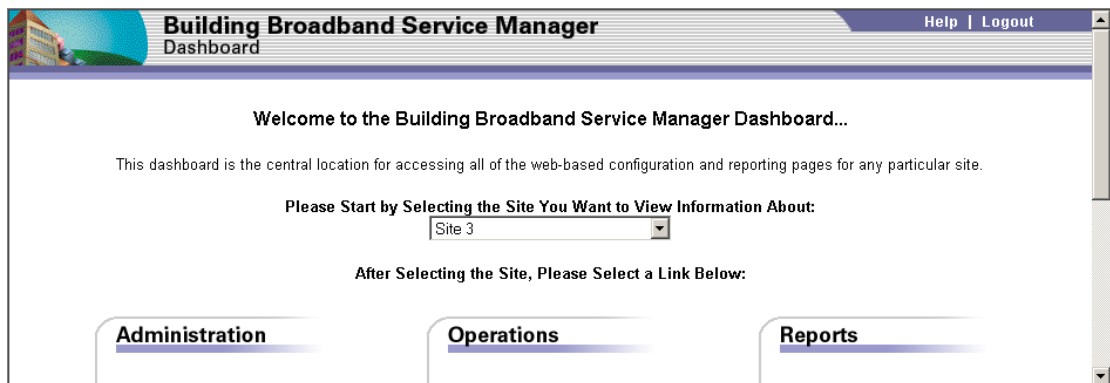 Building Broadband Service Manager
Help | Logout
Dashboard
Welcome to the Building Broadband Service Manager Dashboard...
This dashboard is the central location for accessing all of the web-based configuration and reporting pages for any particular site.
Please Start by Selecting the Site You Want to View Information About:
Site 3
After Selecting the Site, Please Select a Link Below:
Administration
Operations
Reports